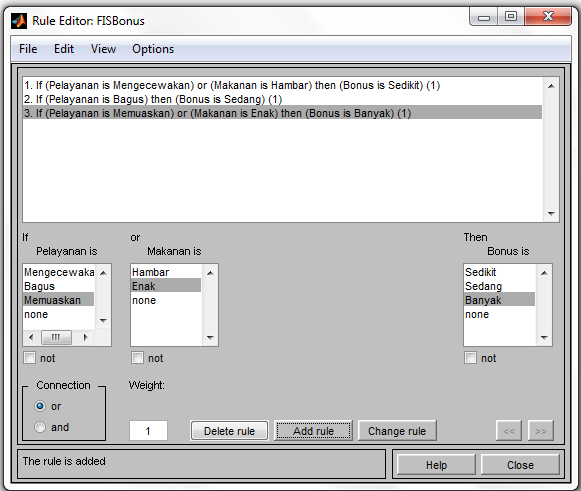 Rule Editor: FISBonus
File Edit View Options
1. If (Pelayanan is Mengecewakan) or (Makanan is Hambar) then (Bonus is Sedikit) (1)
2. If (Pelayanan is Bagus) then (Bonus is Sedang) (1)
3. If (Pelayanan is Memuaskan) or (Makanan is Enak) then (Bonus is Banyak) (1)
If or Then
Pelayanan is Makanan is Bonus is
Mengecewaka Hambar Sedikit
Bagus Enak Sedang
Memuaskan none Banyak
none none
not not not
Connection Weight:
or
and 1 Delete rule Add rule Change rule << >>
The rule is added Help Close